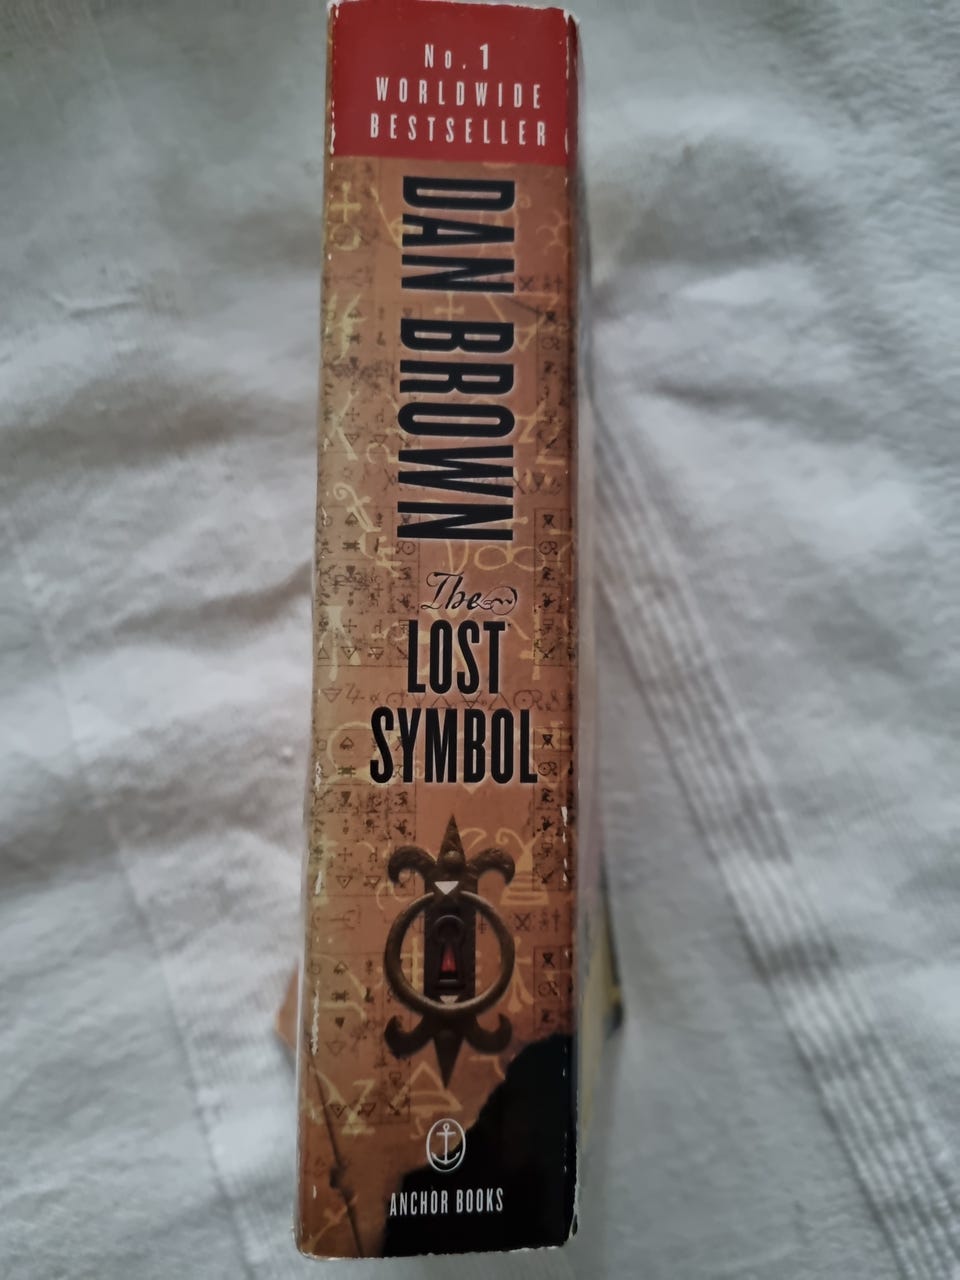 No. 1
WORLDWIDE
BESTSELLER
DAN BROWN
The
LOST
SYMBOL
ANCHOR BOOKS